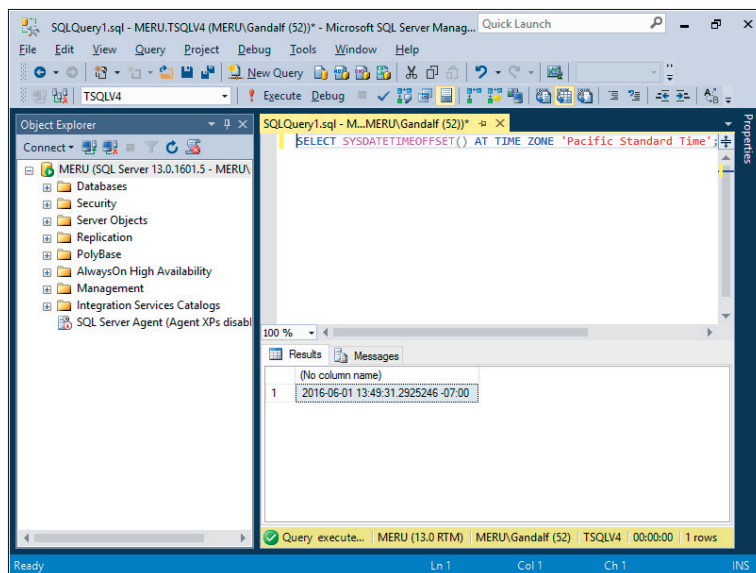 SQLQuery1.sql - MERU.TSQLV4 (MERU\Gandalf (52))* - Microsoft SQL Server Manag...
Quick Launch
File Edit View Query Project Debug Tools Window Help
New Query
TSQLV4
Execute Debug
Object Explorer
Connect
MERU (SQL Server 13.0.1601.5 - MERU\
Databases
Security
Server Objects
Replication
PolyBase
AlwaysOn High Availability
Management
Integration Services Catalogs
SQL Server Agent (Agent XPs disabl
SQLQuery1.sql - M...MERU\Gandalf (52))*
SELECT SYSDATETIMEOFFSET() AT TIME ZONE 'Pacific Standard Time';
100 %
Results Messages
(No column name)
1 2016-06-01 13:49:31.2925246 -07:00
Query execute... MERU (13.0 RTM) MERU\Gandalf (52) TSQLV4 00:00:00 1 rows
Properties
Ready Ln 1 Col 1 Ch 1 INS